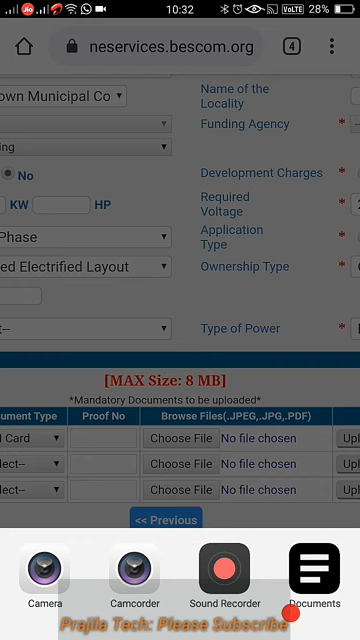 10:32 VoLTE 28%
neservices.bescom.org 4
own Municipal Co
Name of the Locality
Funding Agency *
ing
No
Development Charges *
KW HP
Required Voltage *
Phase
Application Type *
ed Electrified Layout
Ownership Type *
t--
Type of Power *
[MAX Size: 8 MB]
*Mandatory Documents to be uploaded*
ument Type Proof No Browse Files(.JPEG,.JPG,.PDF)
Card Choose File No file chosen Upl
lect-- Choose File No file chosen Upl
lect-- Choose File No file chosen Upl
<< Previous
Camera Camcorder Sound Recorder Documents
Prajila Tech: Please Subscribe